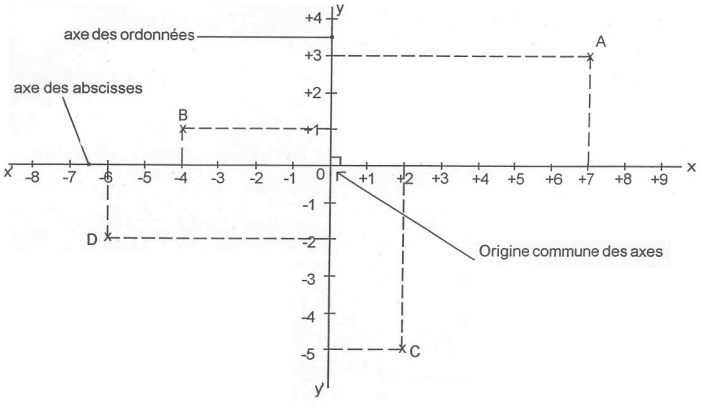 y
+4
axe des ordonnées
A
+3
+2
axe des abscisses
B
+1
x' -8 -7 -6 -5 -4 -3 -2 -1 0 +1 +2 +3 +4 +5 +6 +7 +8 +9 x
-1
D
-2
Origine commune des axes
-3
-4
-5
C
y'